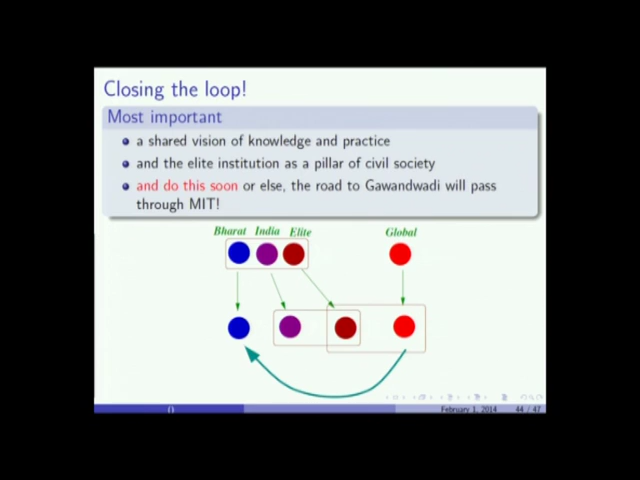 Closing the loop!
Most important
a shared vision of knowledge and practice
and the elite institution as a pillar of civil society
and do this soon or else, the road to Gawandwadi will pass
through MIT!
Bharat India Elite Global
()
February 1, 2014 44 / 47